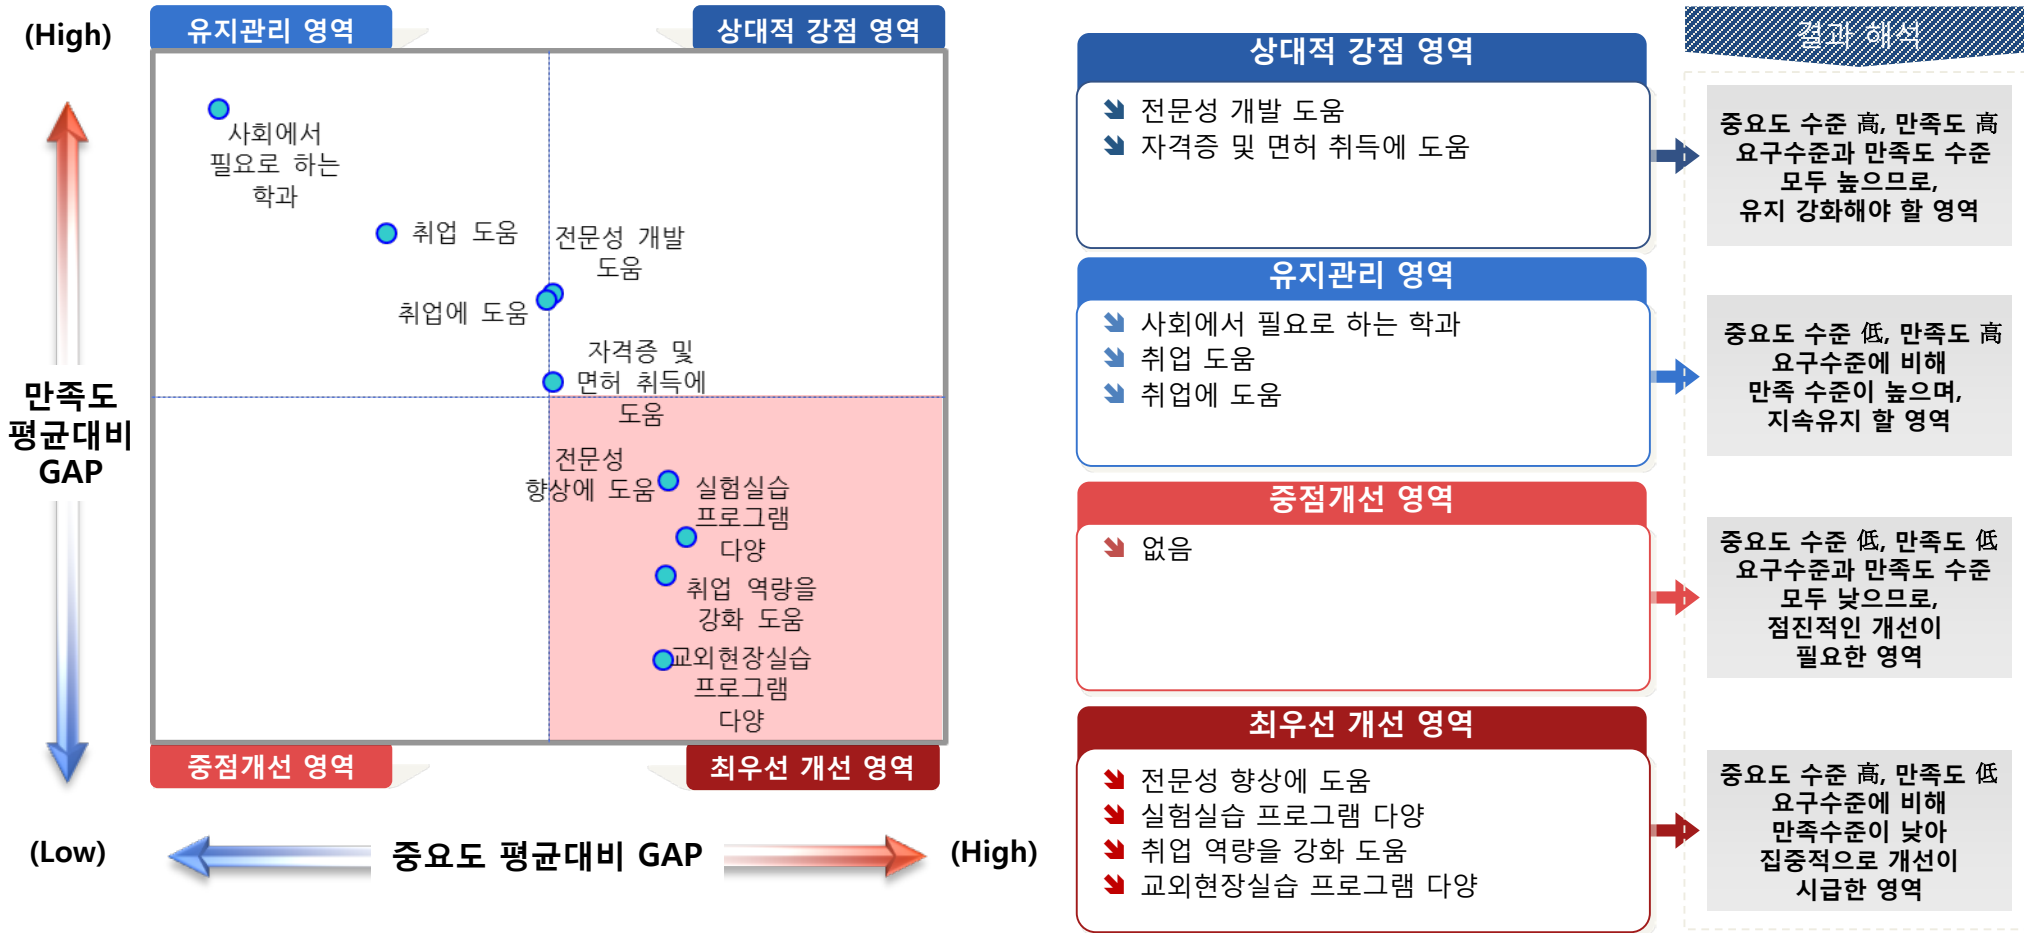 (High)
유지관리 영역
상대적 강점 영역
사회에서
필요로 하는
학과
취업 도움
전문성 개발
도움
취업에 도움
자격증 및
면허 취득에
도움
만족도
평균대비
GAP
전문성
향상에 도움
실험실습
프로그램
다양
취업 역량을
강화 도움
교외현장실습
프로그램
다양
중점개선 영역
최우선 개선 영역
(Low)
중요도 평균대비 GAP
(High)
상대적 강점 영역
전문성 개발 도움
자격증 및 면허 취득에 도움
유지관리 영역
사회에서 필요로 하는 학과
취업 도움
취업에 도움
중점개선 영역
없음
최우선 개선 영역
전문성 향상에 도움
실험실습 프로그램 다양
취업 역량을 강화 도움
교외현장실습 프로그램 다양
결과 해석
중요도 수준 高, 만족도 高
요구수준과 만족도 수준
모두 높으므로,
유지 강화해야 할 영역
중요도 수준 低, 만족도 高
요구수준에 비해
만족 수준이 높으며,
지속유지 할 영역
중요도 수준 低, 만족도 低
요구수준과 만족도 수준
모두 낮으므로,
점진적인 개선이
필요한 영역
중요도 수준 高, 만족도 低
요구수준에 비해
만족수준이 낮아
집중적으로 개선이
시급한 영역